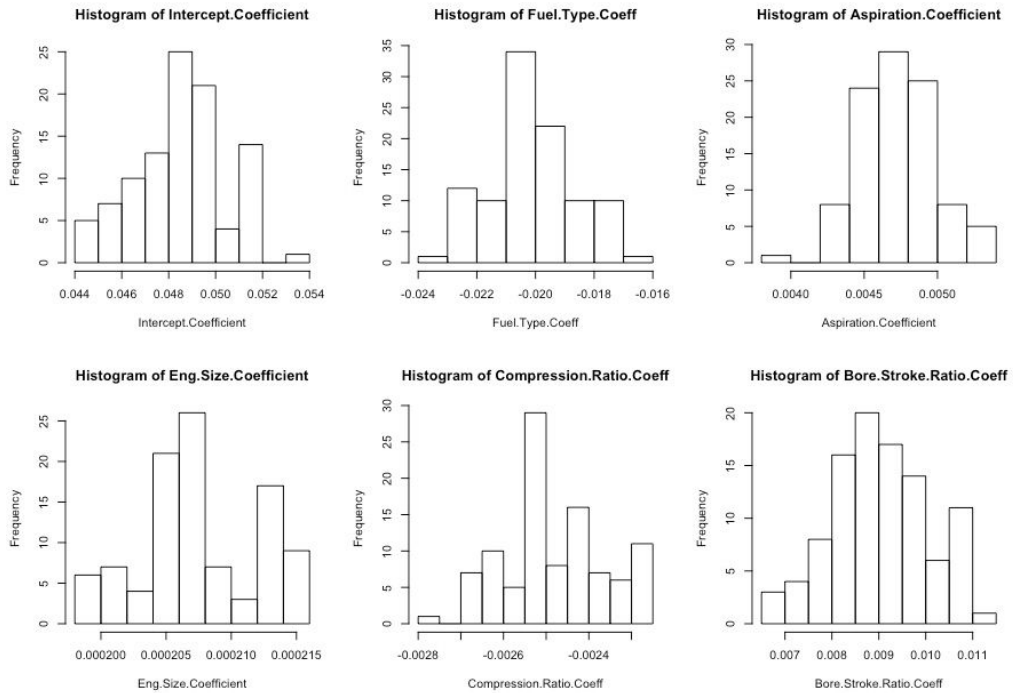 Histogram of Intercept.Coefficient
Frequency
0 5 10 15 20 25
0.044 0.046 0.048 0.050 0.052 0.054
Intercept.Coefficient
Histogram of Fuel.Type.Coeff
Frequency
0 5 10 15 20 25 30 35
-0.024 -0.022 -0.020 -0.018 -0.016
Fuel.Type.Coeff
Histogram of Aspiration.Coefficient
Frequency
0 5 10 15 20 25 30
0.0040 0.0045 0.0050
Aspiration.Coefficient
Histogram of Eng.Size.Coefficient
Frequency
0 5 10 15 20 25
0.000200 0.000205 0.000210 0.000215
Eng.Size.Coefficient
Histogram of Compression.Ratio.Coeff
Frequency
0 5 10 15 20 25 30
-0.0028 -0.0026 -0.0024
Compression.Ratio.Coeff
Histogram of Bore.Stroke.Ratio.Coeff
Frequency
0 5 10 15 20
0.007 0.008 0.009 0.010 0.011
Bore.Stroke.Ratio.Coeff